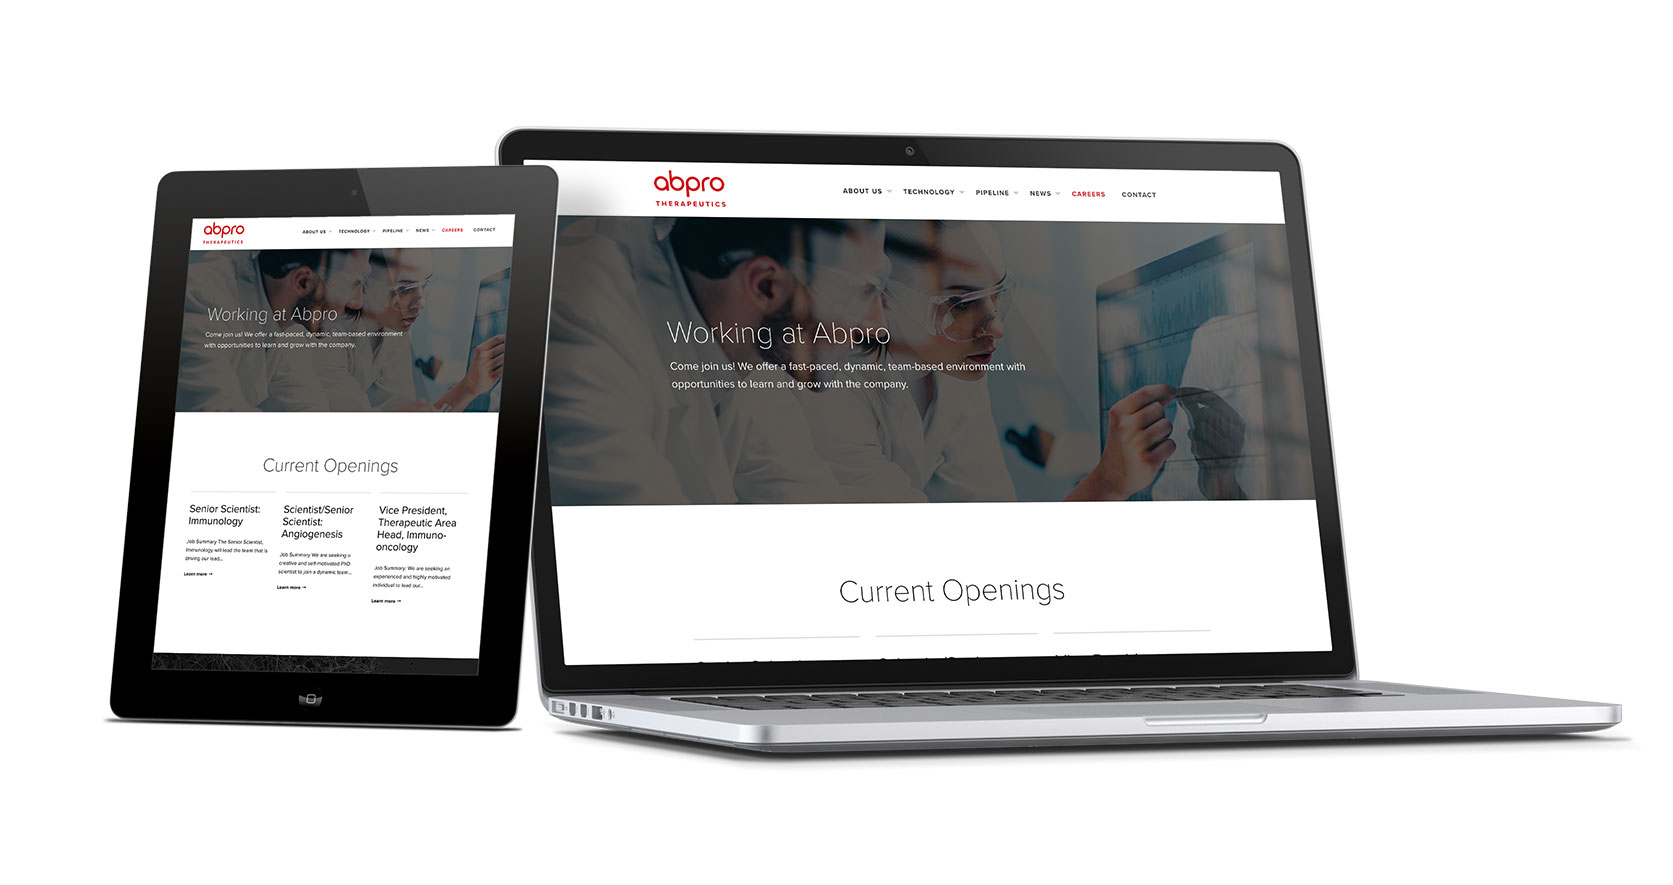 abpro
THERAPEUTICS
ABOUT US
TECHNOLOGY
PIPELINE
NEWS
CAREERS
CONTACT
Working at Abpro
Come join us! We offer a fast-paced, dynamic, team-based environment
with opportunities to learn and grow with the company.
Current Openings
Senior Scientist:
Immunology
Job Summary The Senior Scientist,
Immunology will lead the team that is
driving our lead...
Learn more →
Scientist/Senior
Scientist:
Angiogenesis
Job Summary We are seeking a
creative and self-motivated PhD
scientist to join a dynamic team...
Learn more →
Vice President,
Therapeutic Area
Head, Immuno-
oncology
Job Summary: We are seeking an
experienced and highly motivated
individual to lead our...
Learn more →
abpro
THERAPEUTICS
ABOUT US
TECHNOLOGY
PIPELINE
NEWS
CAREERS
CONTACT
Working at Abpro
Come join us! We offer a fast-paced, dynamic, team-based environment with
opportunities to learn and grow with the company.
Current Openings